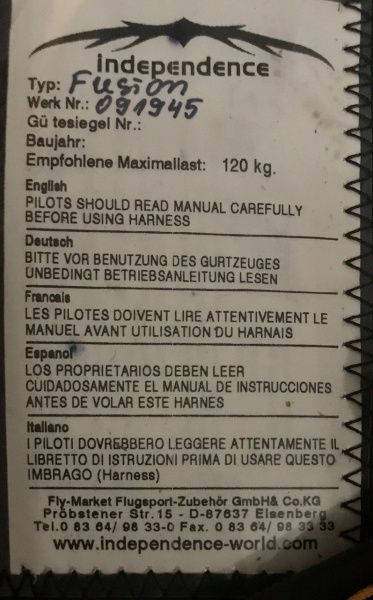 independence
Typ: Fusion
Werk Nr.: 091945
Gü tesiegel Nr.:
Baujahr:
Empfohlene Maximallast: 120 kg.
English
PILOTS SHOULD READ MANUAL CAREFULLY
BEFORE USING HARNESS
Deutsch
BITTE VOR BENUTZUNG DES GURTZEUGES
UNBEDINGT BETRIEBSANLEITUNG LESEN
Francais
LES PILOTES DOIVENT LIRE ATTENTIVEMENT LE
MANUEL AVANT UTILISATION DU HARNAIS
Espanol
LOS PROPRIETARIOS DEBEN LEER
CUIDADOSAMENTE EL MANUAL DE INSTRUCCIONES
ANTES DE VOLAR ESTE HARNES
Italiano
I PILOTI DOVREBBERO LEGGERE ATTENTAMENTE IL
LIBRETTO DI ISTRUZIONI PRIMA DI USARE QUESTO
IMBRAGO (Harness)
Fly-Market Flugsport-Zubehör GmbH& Co.KG
Pröbstener Str.15 - D-87637 Eisenberg
Tel.0 83 64/ 98 33-0 Fax. 0 83 64/ 98 33 33
www.independence-world.com